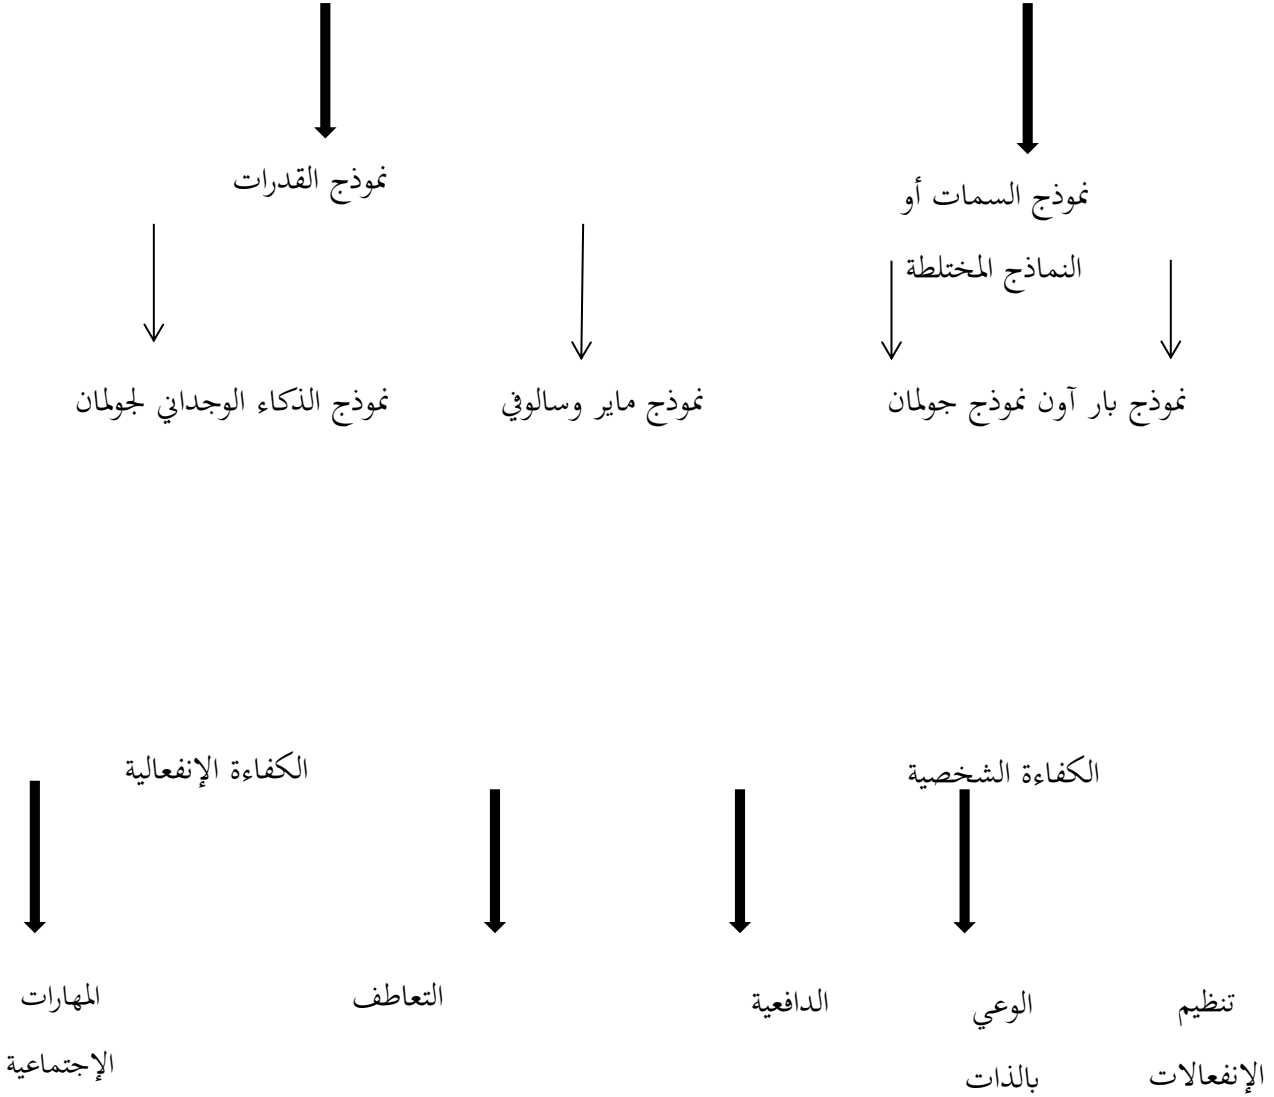 نموذج السمات أو
النماذج المختلطة
نموذج القدرات
نموذج بار آون نموذج جولمان
نموذج ماير وسالوفي
نموذج الذكاء الوجداني لجولمان
الكفاءة الشخصية
الكفاءة الإنفعالية
تنظيم
الإنفعالات
الوعي
بالذات
الدافعية
التعاطف
المهارات
الإجتماعية